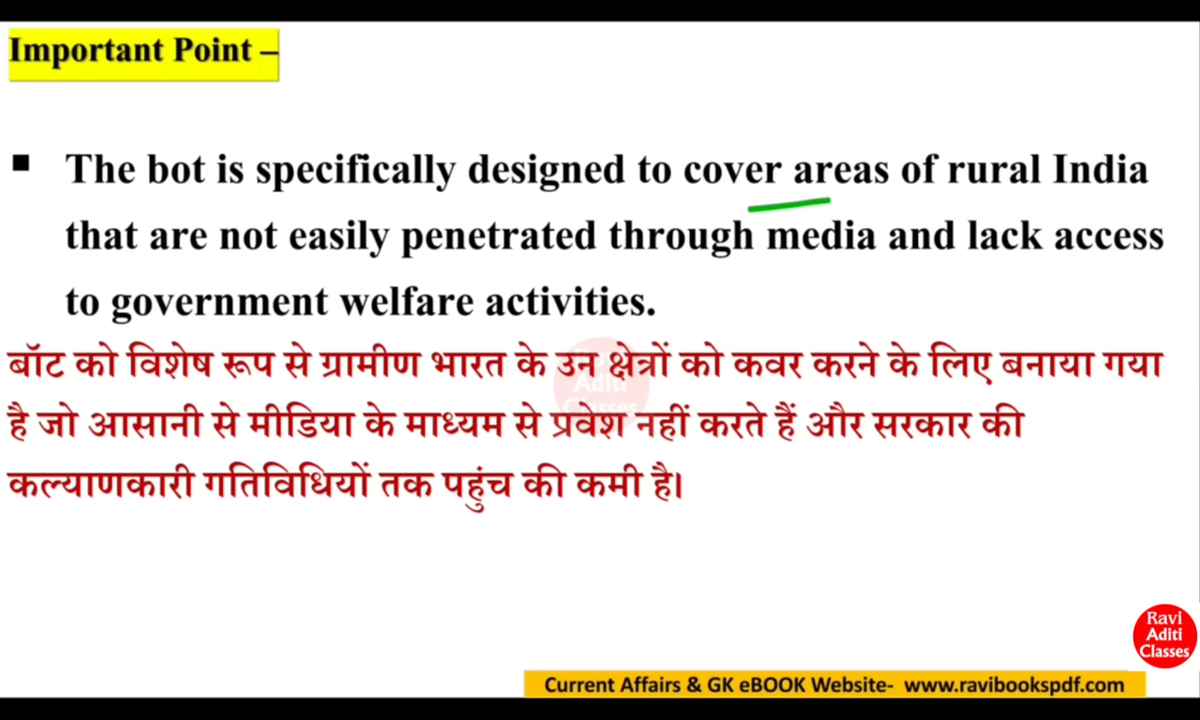 Important Point –
▪ The bot is specifically designed to cover areas of rural India
that are not easily penetrated through media and lack access
to government welfare activities.
बॉट को विशेष रूप से ग्रामीण भारत के उन क्षेत्रों को कवर करने के लिए बनाया गया
है जो आसानी से मीडिया के माध्यम से प्रवेश नहीं करते हैं और सरकार की
कल्याणकारी गतिविधियों तक पहुंच की कमी है।
Ravi
Aditi
Classes
Current Affairs & GK eBOOK Website- www.ravibookspdf.com